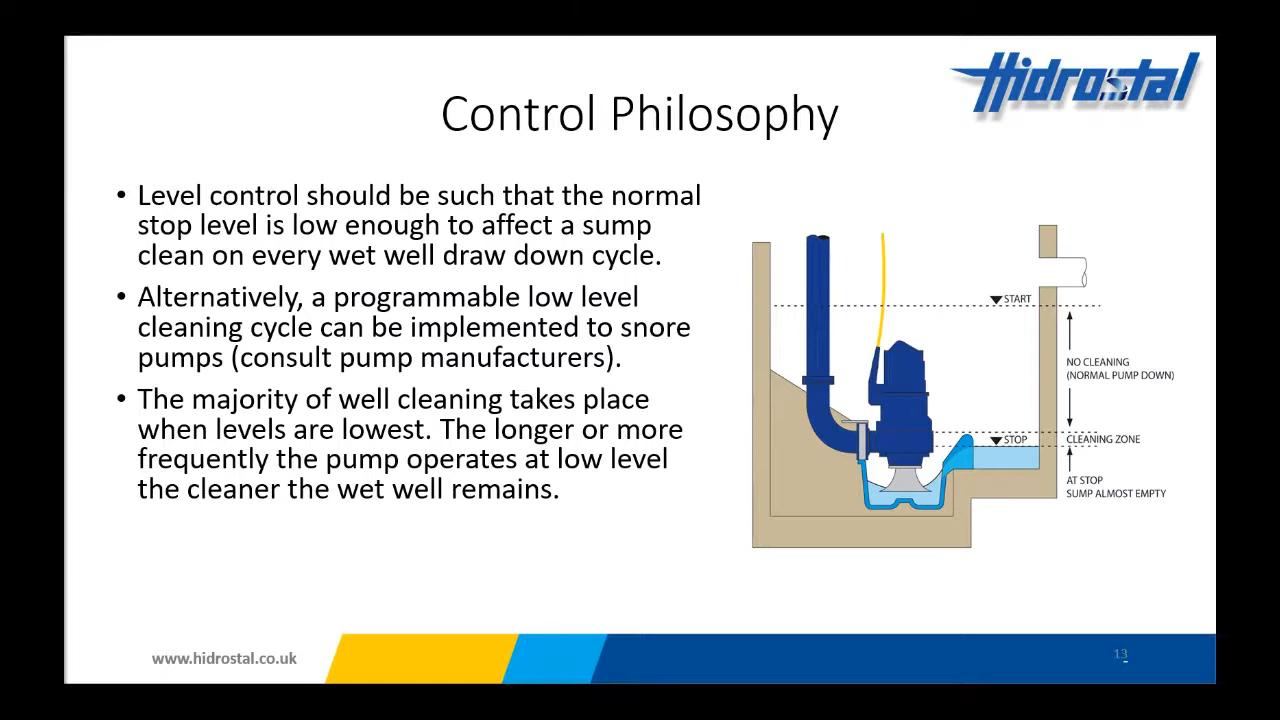 Hidrostal
Control Philosophy
• Level control should be such that the normal
stop level is low enough to affect a sump
clean on every wet well draw down cycle.
• Alternatively, a programmable low level
cleaning cycle can be implemented to snore
pumps (consult pump manufacturers).
• The majority of well cleaning takes place
when levels are lowest. The longer or more
frequently the pump operates at low level
the cleaner the wet well remains.
START
NO CLEANING
(NORMAL PUMP DOWN)
STOP
CLEANING ZONE
AT STOP
SUMP ALMOST EMPTY
www.hidrostal.co.uk
13